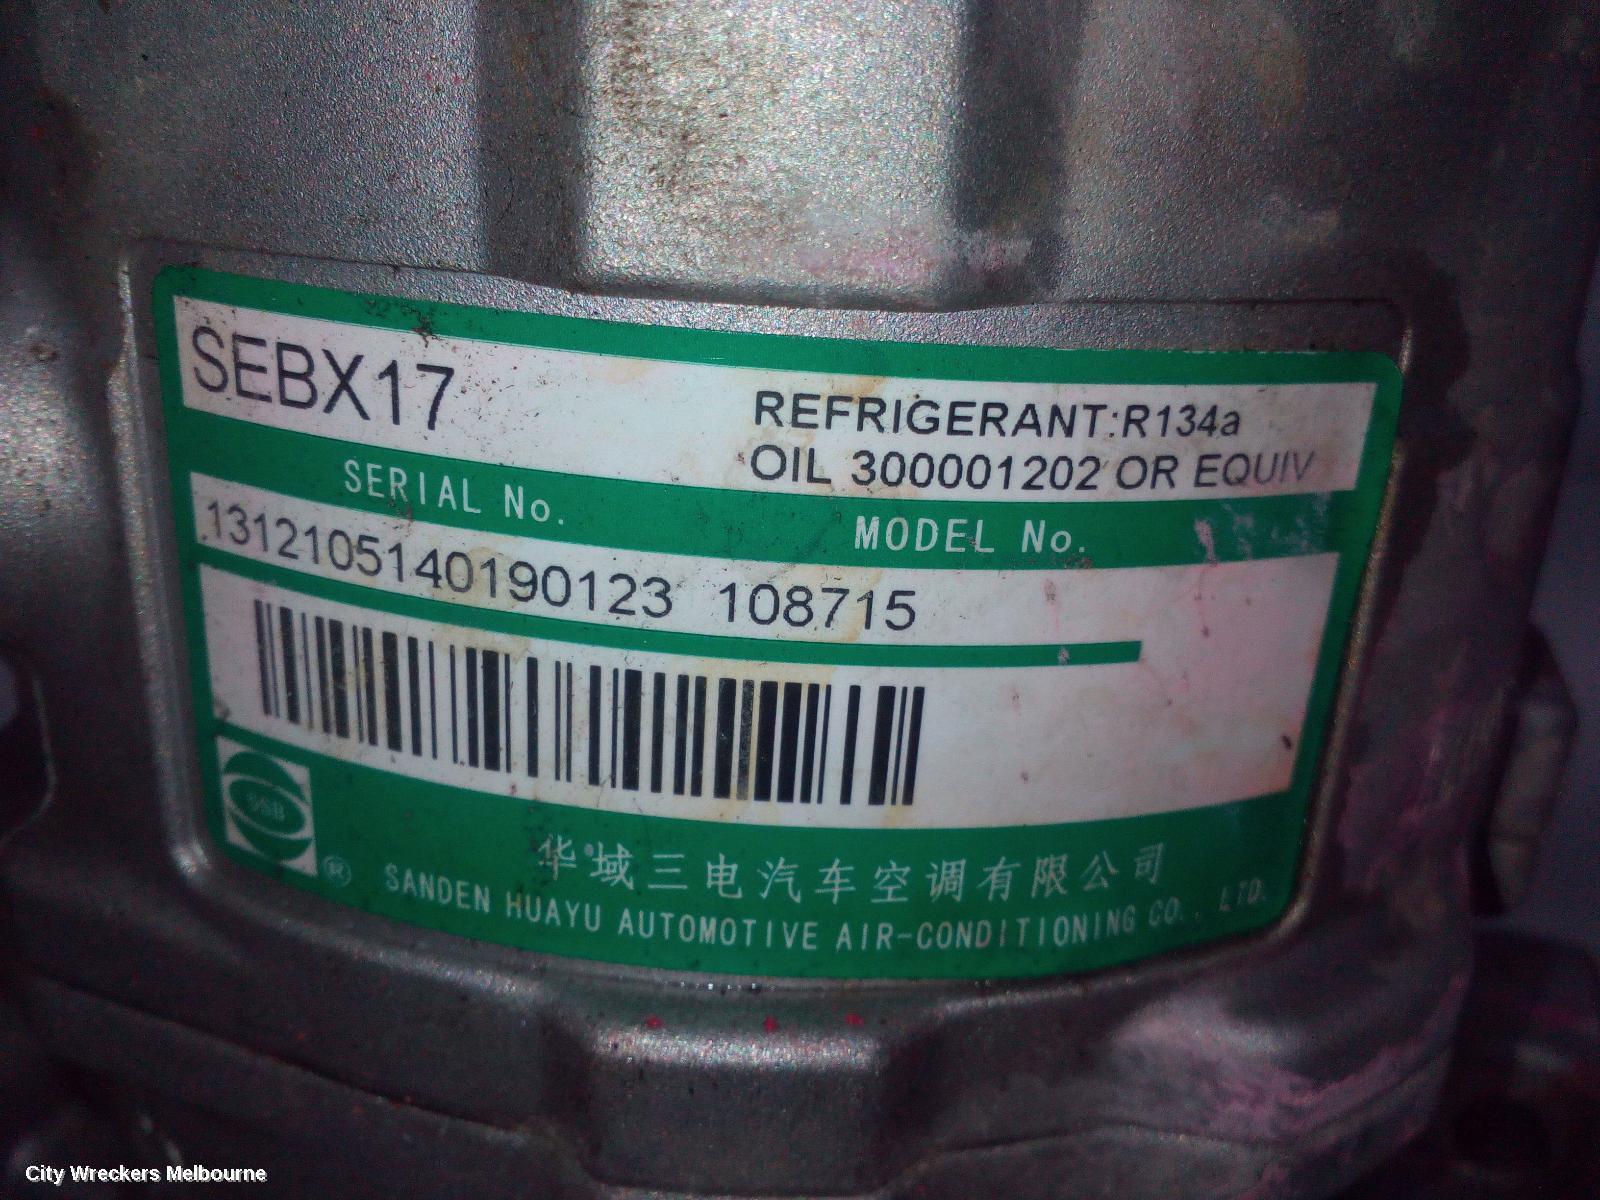 SEBX17
REFRIGERANT:R134a
OIL 300001202 OR EQUIV
SERIAL No.
MODEL No.
1312105140190123 108715
SSB
®
华域三电汽车空调有限公司
SANDEN HUAYU AUTOMOTIVE AIR-CONDITIONING CO., LTD.
City Wreckers Melbourne